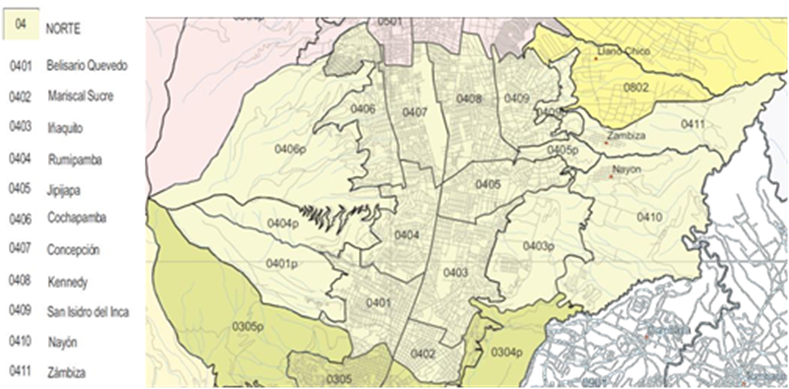 04 NORTE
0401 Belisario Quevedo
0402 Mariscal Sucre
0403 Iñaquito
0404 Rumipamba
0405 Jipijapa
0406 Cochapamba
0407 Concepción
0408 Kennedy
0409 San Isidro del Inca
0410 Nayón
0411 Zámbiza
0501
Llano Chico
0802
0406
0407
0408
0409
0411
Zambiza
0406p
0405p
Nayon
0405
0410
0404p
0404
0403p
0401p
0403
0401
0305p
0402
0304p
0305